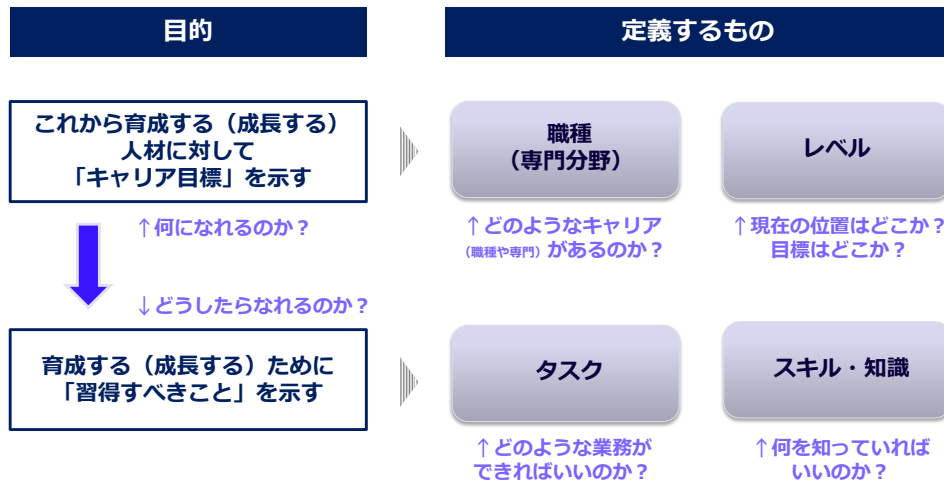 目的
定義するもの
これから育成する（成長する）
人材に対して
「キャリア目標」を示す
職種
（専門分野）
レベル
↑何になれるのか？
↑どのようなキャリア
（職種や専門）があるのか？
↑現在の位置はどこか？
目標はどこか？
↓どうしたらなれるのか？
育成する（成長する）ために
「習得すべきこと」を示す
タスク
スキル・知識
↑どのような業務が
できればいいのか？
↑何を知っていれば
いいのか？